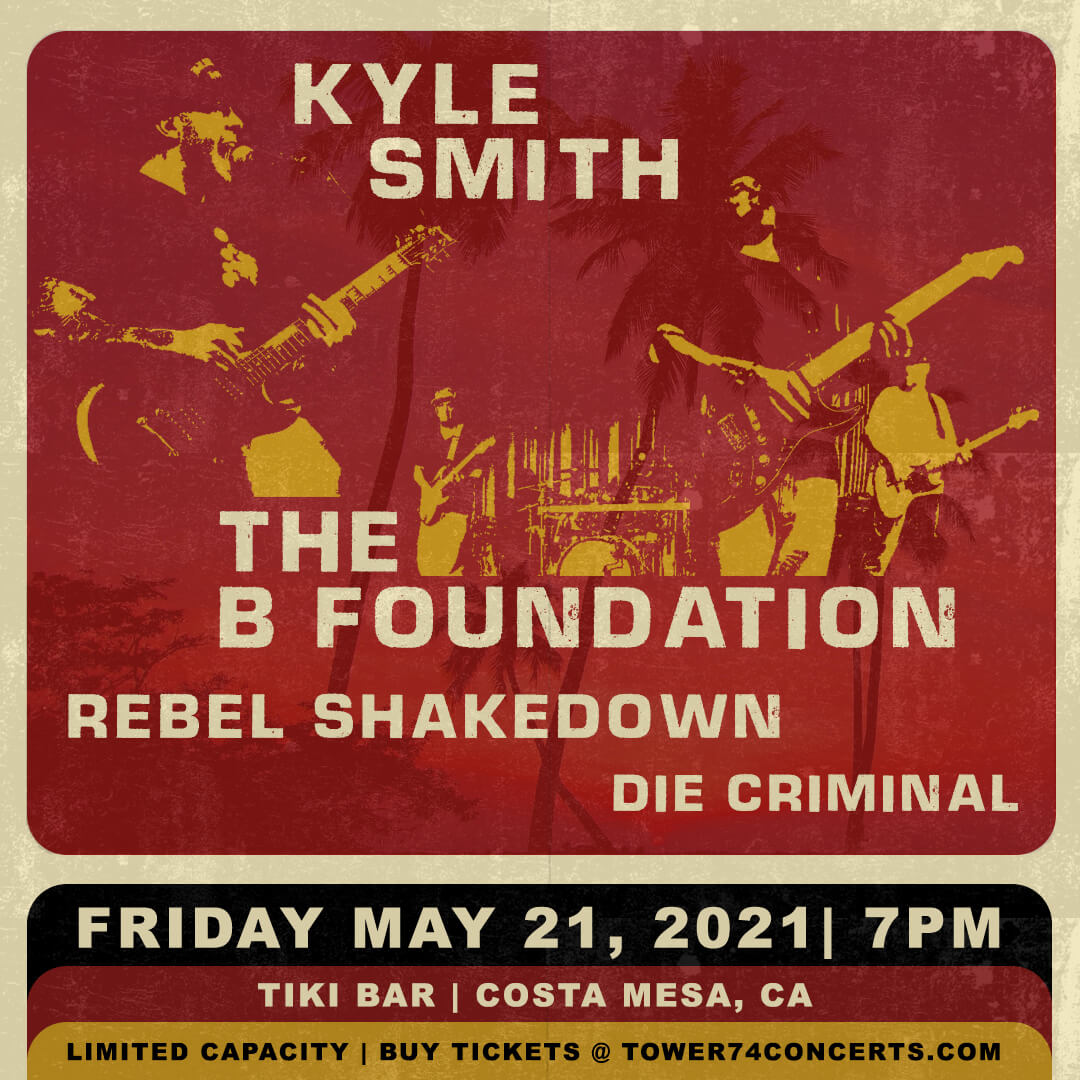 KYLE
SMITH
THE
B FOUNDATION
REBEL SHAKEDOWN
DIE CRIMINAL
FRIDAY MAY 21, 2021| 7PM
TIKI BAR | COSTA MESA, CA
LIMITED CAPACITY | BUY TICKETS @ TOWER74CONCERTS.COM